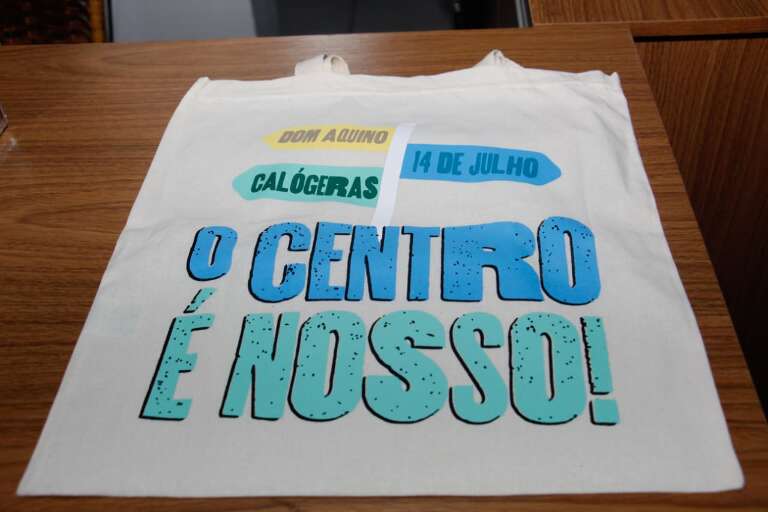 DOM AQUINO
14 DE JULHO
CALÓGERAS
O CENTRO
É NOSSO!